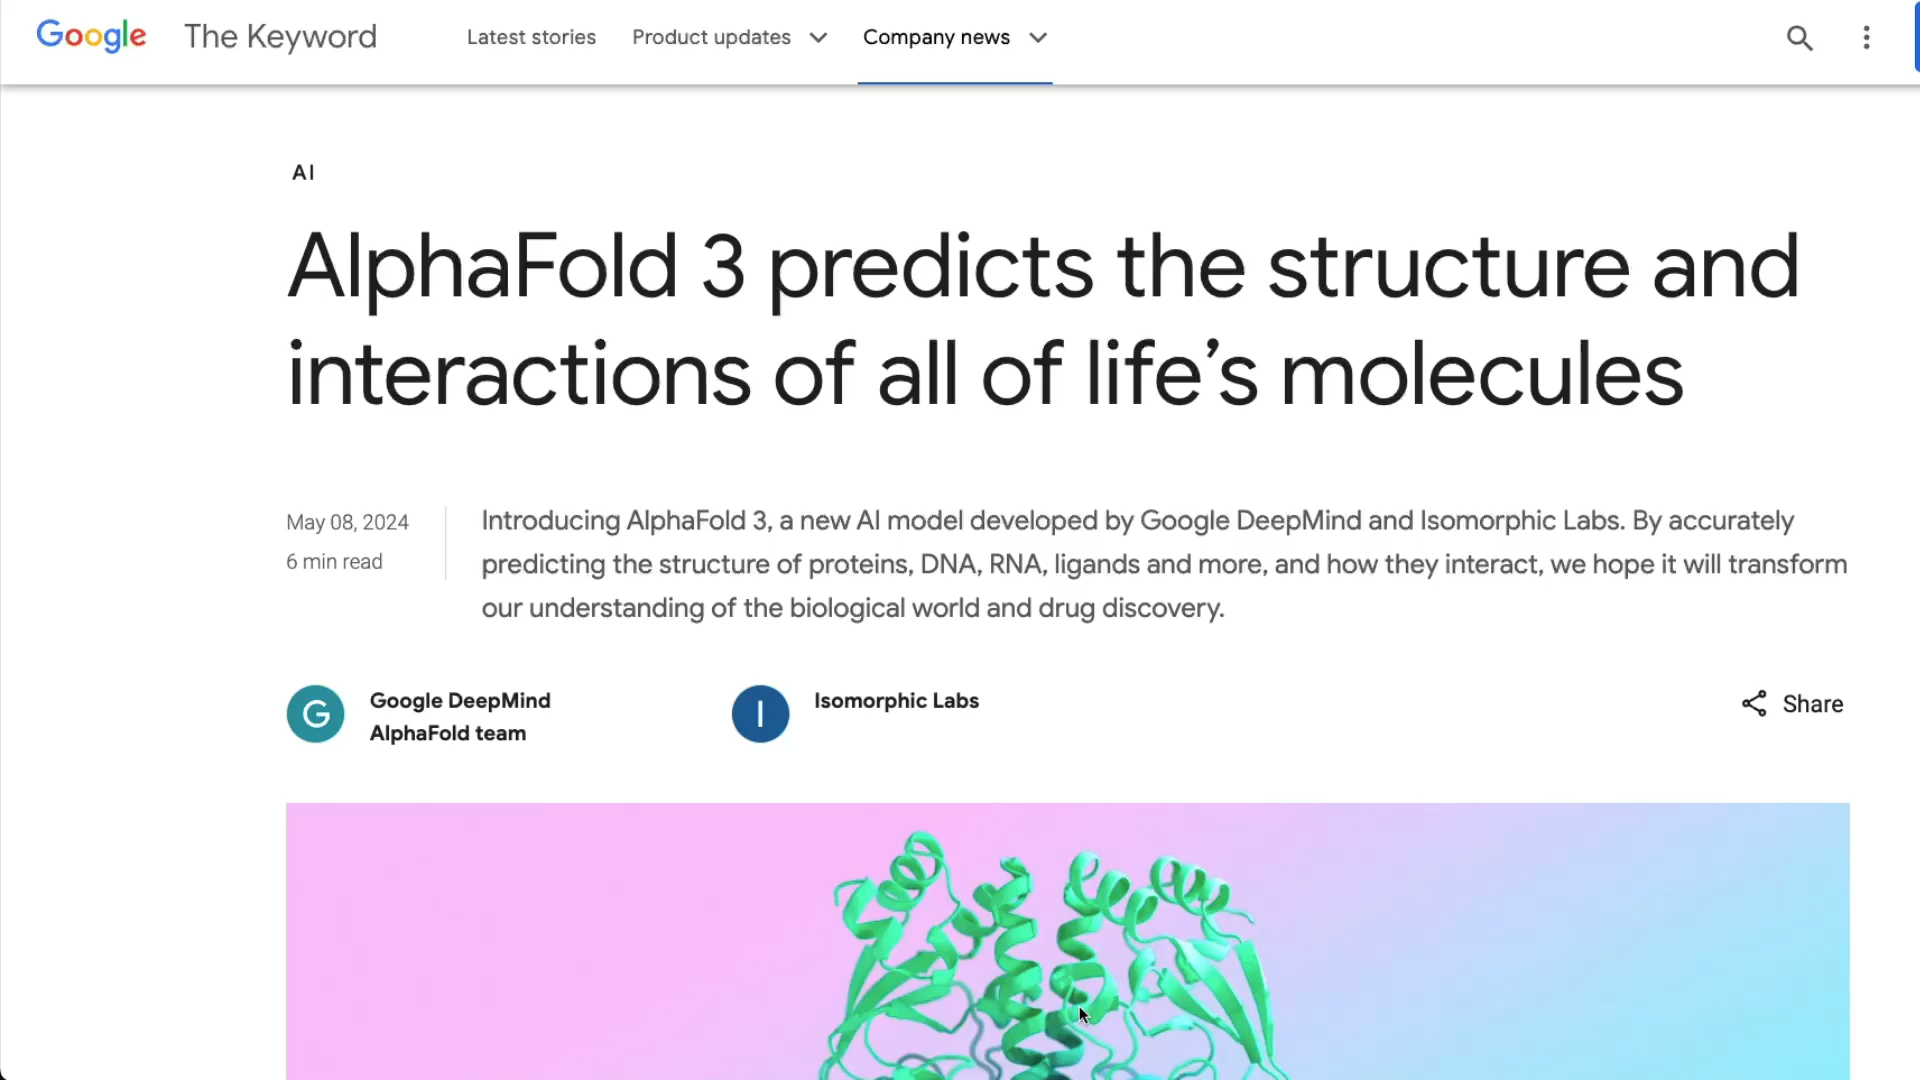 Google The Keyword Latest stories Product updates Company news
AI
AlphaFold 3 predicts the structure and
interactions of all of life’s molecules
May 08, 2024
6 min read
Introducing AlphaFold 3, a new AI model developed by Google DeepMind and Isomorphic Labs. By accurately
predicting the structure of proteins, DNA, RNA, ligands and more, and how they interact, we hope it will transform
our understanding of the biological world and drug discovery.
G
Google DeepMind
AlphaFold team
I
Isomorphic Labs
Share